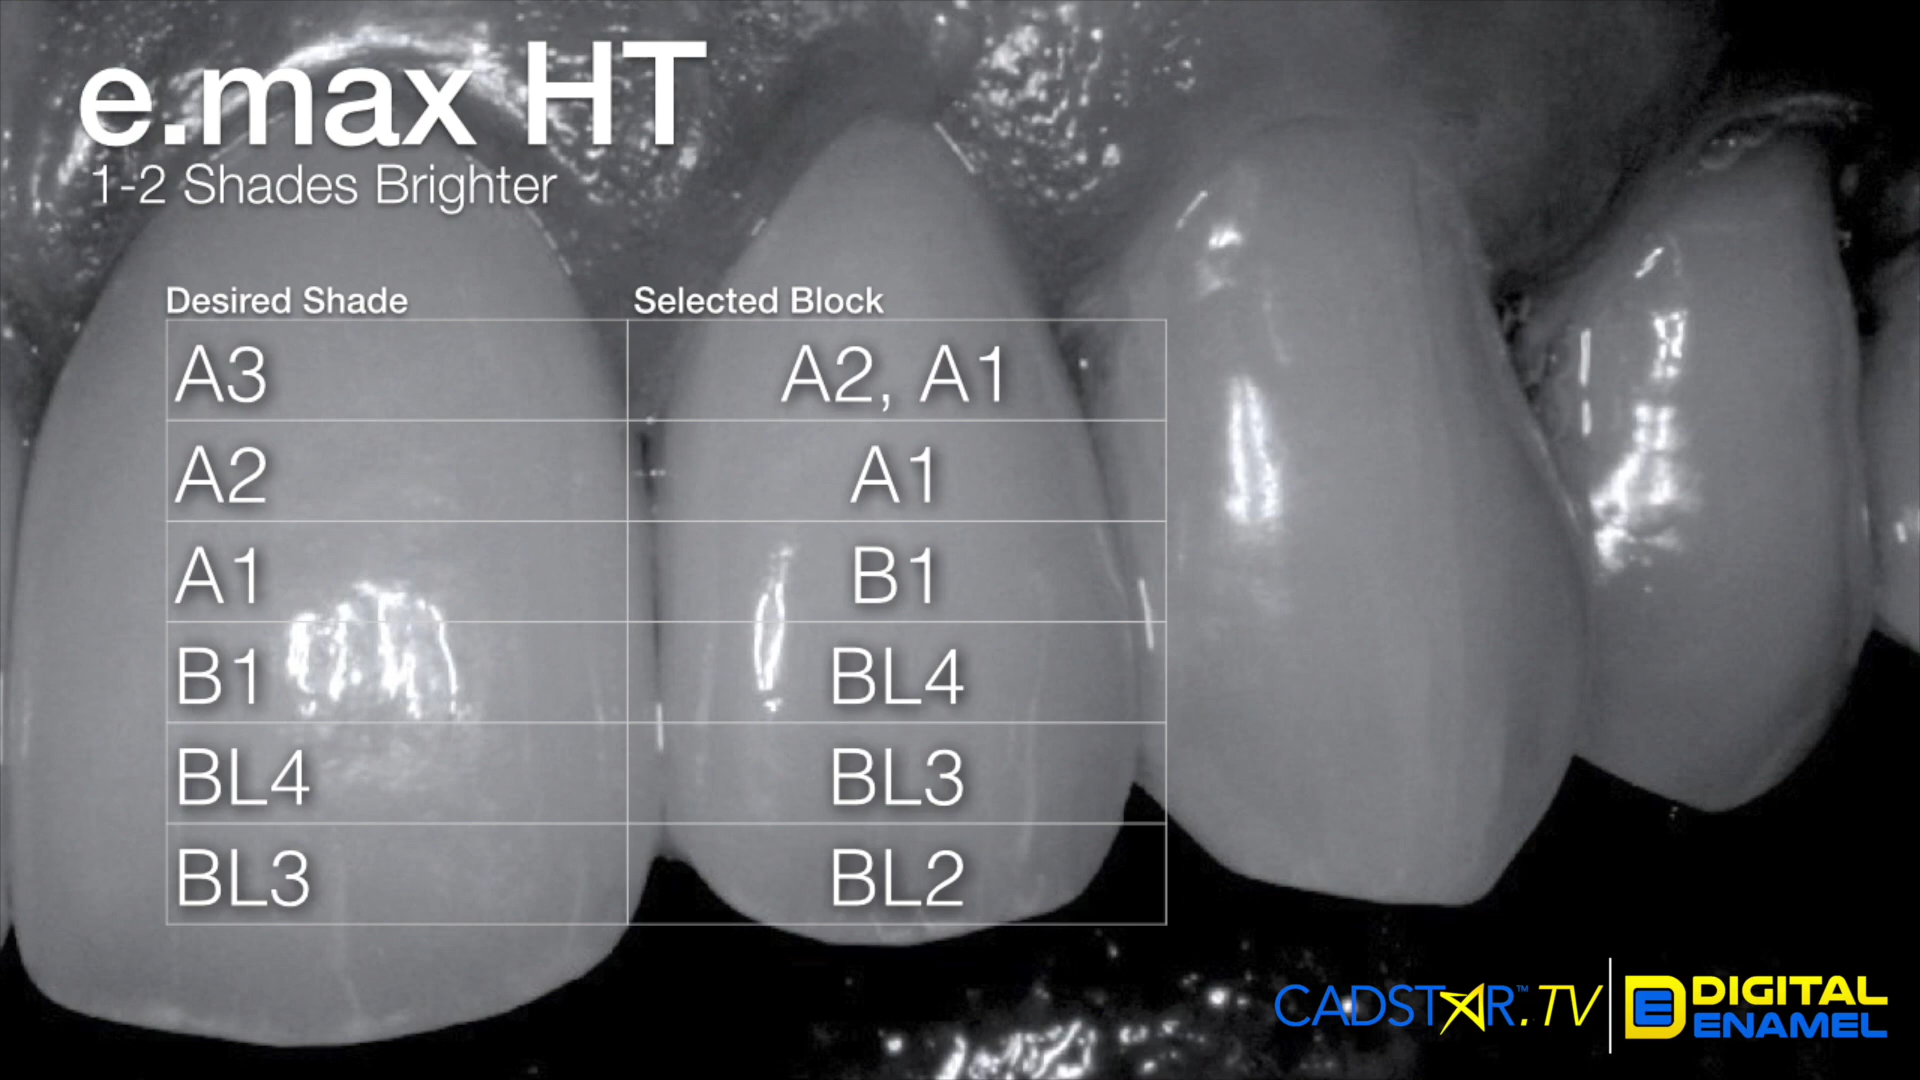 e.max HT
1-2 Shades Brighter
Desired Shade Selected Block
A3 A2, A1
A2 A1
A1 B1
B1 BL4
BL4 BL3
BL3 BL2
CADSTAR™.TV
DIGITAL
ENAMEL